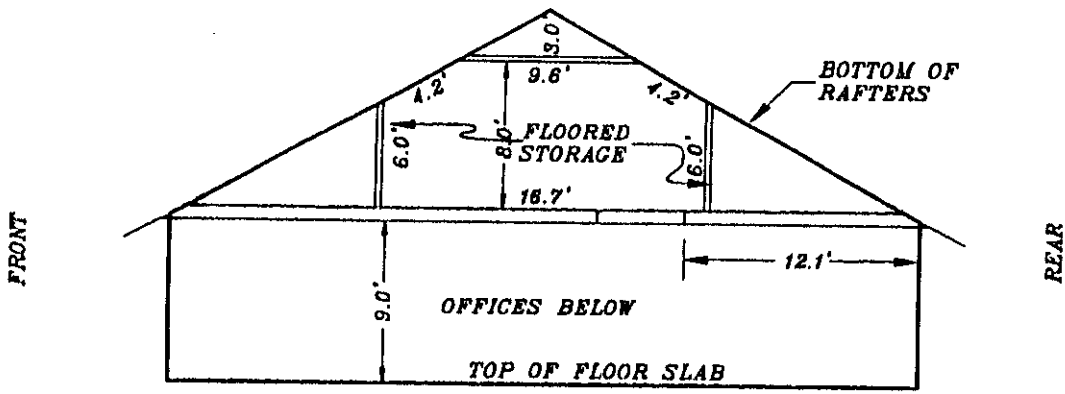 3.0'
9.6'
BOTTOM OF
RAFTERS
4.2'
4.2'
6.0'
8.0'
FLOORED
STORAGE
6.0'
16.7'
FRONT
REAR
12.1'
9.0'
OFFICES BELOW
TOP OF FLOOR SLAB